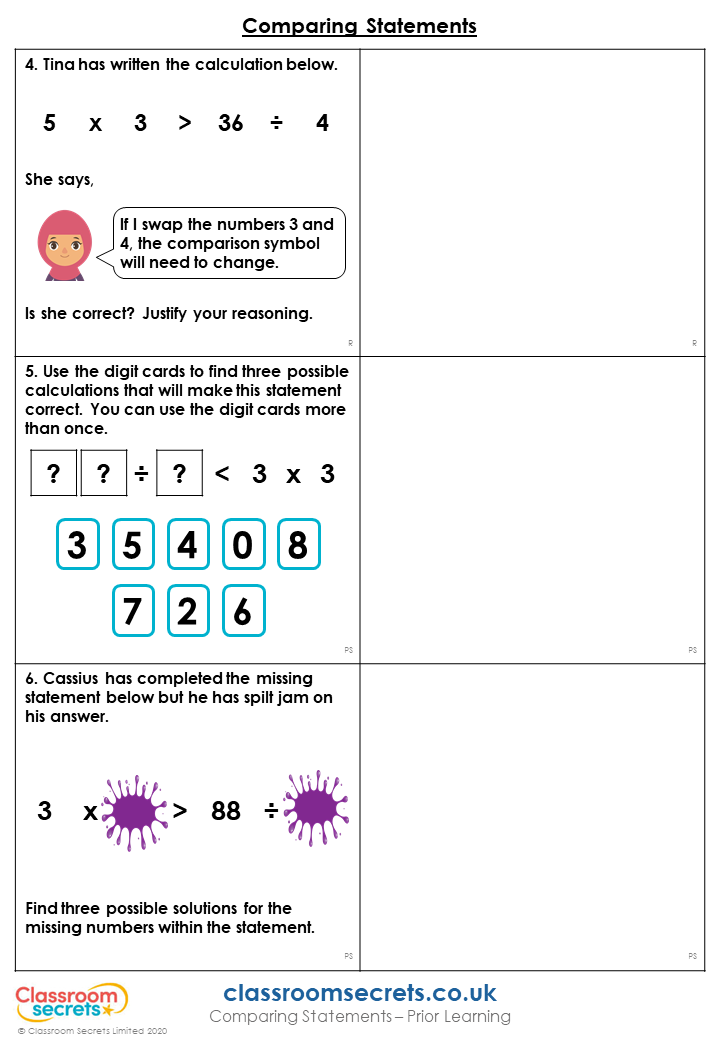 Comparing Statements
4. Tina has written the calculation below.
5 x 3 > 36 ÷ 4
She says,
If I swap the numbers 3 and
4, the comparison symbol
will need to change.
Is she correct? Justify your reasoning.
R
R
5. Use the digit cards to find three possible
calculations that will make this statement
correct. You can use the digit cards more
than once.
? ? ÷ ? < 3 x 3
3 5 4 0 8
7 2 6
PS
PS
6. Cassius has completed the missing
statement below but he has spilt jam on
his answer.
3 x > 88 ÷
Find three possible solutions for the
missing numbers within the statement.
PS
PS
Classroom
secrets
© Classroom Secrets Limited 2020
classroomsecrets.co.uk
Comparing Statements – Prior Learning